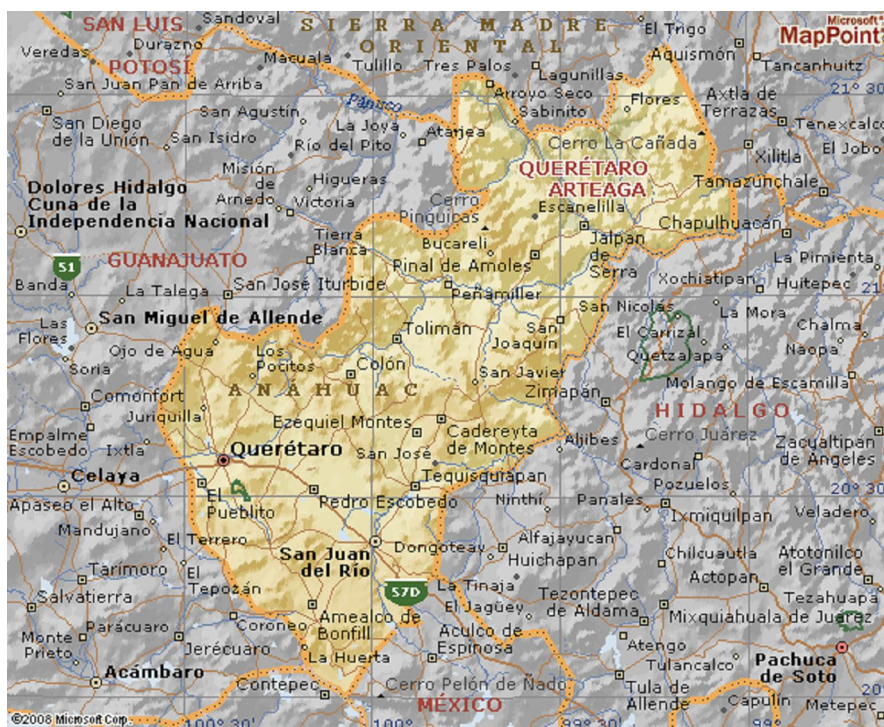 SAN LUIS
POTOSI
Sandoval
SIERRA MADRE
ORIENTAL
El Trigo
Microsoft®
MapPoint®
Veredas
Durazno
Macuala
Tulillo
Tres Palos
Lagunillas
Aquismón
Tancanhuitz
San Juan Pan de Arriba
Pánuco
Arroyo Seco
Sabinito
Flores
Axtla de
Terrazas
21° 30
San Diego
de la Unión
San Agustín
San Isidro
La Joya
Río del Pito
Atarjea
Cerro La Cañada
Tenexcalco
El Jobo
Xilitla
Misión
de
Arnedo
Higueras
Victoria
Cerro
Pinguicas
QUERÉTARO
ARTEAGA
Escanelilla
Tamazunchale
Dolores Hidalgo
Cuna de la
Independencia Nacional
Tierra
Blanca
Bucareli
Jalpan
de
Serra
Chapulhuacán
51
GUANAJUATO
Pinal de Amoles
Xochiatipan
La Pimienta
Huitepec
Banda
La Talega
San José Iturbide
Peñamiller
San Nicolás
La Mora
21°
San Miguel de Allende
Tolimán
San
Joaquín
El Carrizal
Chalma
Las
Flores
Ojo de Agua
Los
Potitos
Colón
Quetzalapa
Naopa
Soria
San Javier
Zimapán
Molango de Escamilla
ANÁHUAC
Comonfort
Juriquilla
Ezequiel Montes
Cadereyta
de Montes
HIDALGO
Empalme
Escobedo
Ixtla
Querétaro
San José
Aljibes
Cerro Juárez
Zacualtipan
de Angeles
Celaya
Tequisquiapan
Cardonal
Pozuelos
20° 30
Apaseo el Alto
El
Pueblito
Pedro Escobedo
Ninthí
Panales
Ixmiquilpan
Veladero
Mandujano
El Terrero
San Juan
del Río
Dongoteay
Alfajayucan
Huichapan
Chilcuautla
Atotonilco
el Grande
Tarimoro
El
Tepozán
57D
La Tinaja
Actopan
Salvatierra
Amealco de
Bonfill
El Jagüey
Tezontepec
de Aldama
Tezahuapa
Mixquiahuala de Juarez
Monte
Prieto
Parácuaro
Coroneo
Aculco de
Espinosa
Jerécuaro
La Huerta
Atengo
Tulancalco
Pachuca
de Soto
Acámbaro
Contepec
Cerro Pelón de Ñado
Tula de
Allende
MÉXICO
Capulín
Metepec
©2008 Microsoft Corp.
100° 30'
100°
99° 30
20°